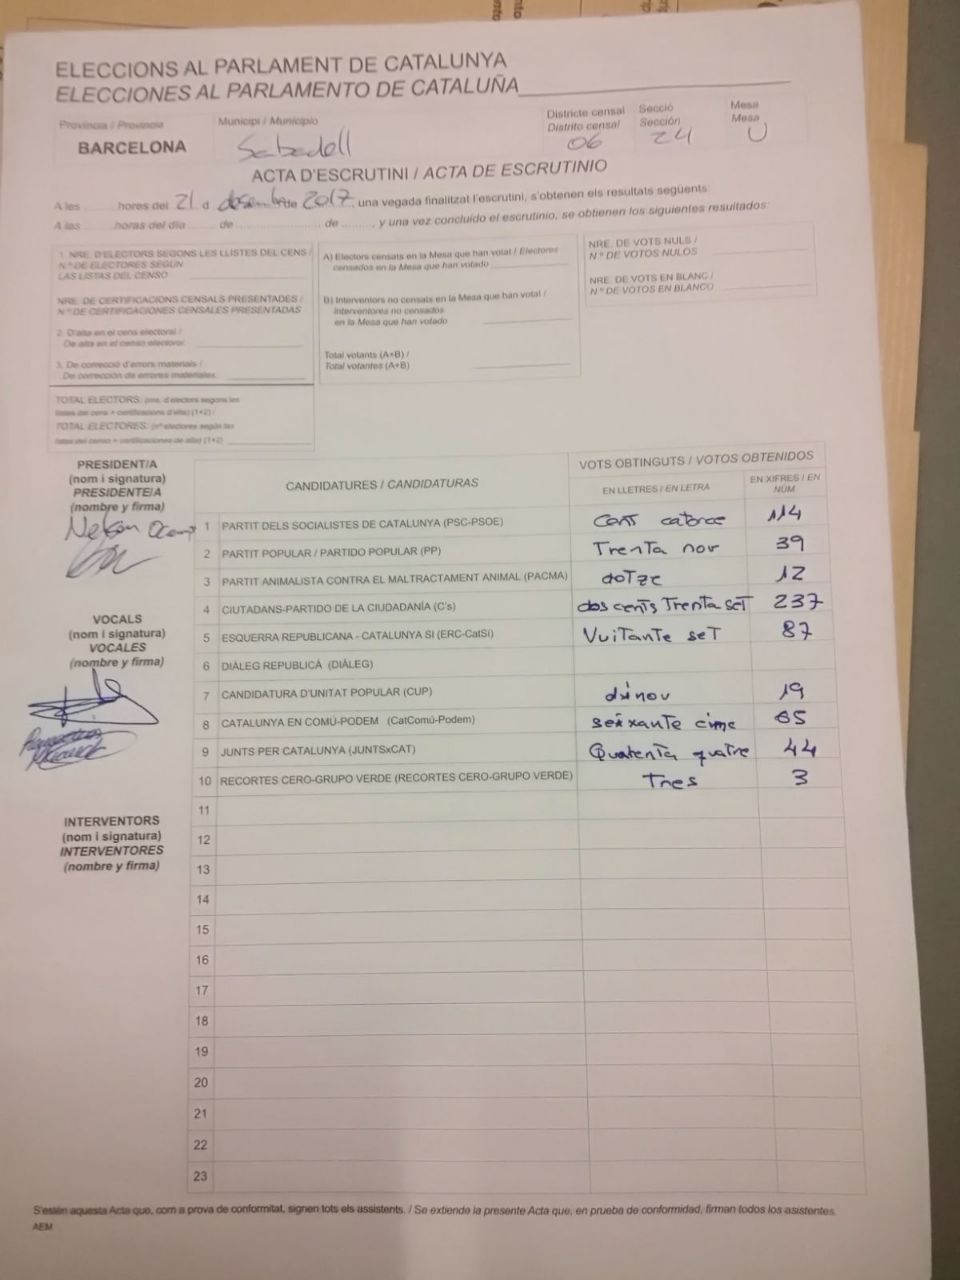 ELECCIONS AL PARLAMENT DE CATALUNYA
ELECCIONES AL PARLAMENTO DE CATALUÑA
Província / Provincia
BARCELONA
Municipi / Municipio
Sabadell
Districte censal
Distrito censal
06
Secció
Sección
24
Mesa
Mesa
U
ACTA D'ESCRUTINI / ACTA DE ESCRUTINIO
A les ........ hores del 21 d desembre de 2017, una vegada finalitzat l'escrutini, s'obtenen els resultats següents:
A las ........ horas del día ...... de ........................ de ........, y una vez concluido el escrutinio, se obtienen los siguientes resultados:
1. NRE. D'ELECTORS SEGONS LES LLISTES DEL CENS /
N.º DE ELECTORES SEGÚN
LAS LISTAS DEL CENSO
NRE. DE CERTIFICACIONS CENSALS PRESENTADES /
N.º DE CERTIFICACIONES CENSALES PRESENTADAS
2. D'alta en el cens electoral /
De alta en el censo electoral
3. De correcció d'errors materials /
De corrección de errores materiales
TOTAL ELECTORS. (nre. d'electors segons les
llistes del cens + certificacions d'alta) (1+2) /
TOTAL ELECTORES. (nº electores según las
listas del censo + certificaciones de alta) (1+2)
A) Electors censats en la Mesa que han votat / Electores
censados en la Mesa que han votado
B) Interventors no censats en la Mesa que han votat /
Interventores no censados
en la Mesa que han votado
Total votants (A+B) /
Total votantes (A+B)
NRE. DE VOTS NULS /
N.º DE VOTOS NULOS
NRE. DE VOTS EN BLANC /
N.º DE VOTOS EN BLANCO
PRESIDENT/A
(nom i signatura)
PRESIDENTE/A
(nombre y firma)
Nelson
VOCALS
(nom i signatura)
VOCALES
(nombre y firma)
INTERVENTORS
(nom i signatura)
INTERVENTORES
(nombre y firma)
CANDIDATURES / CANDIDATURAS
VOTS OBTINGUTS / VOTOS OBTENIDOS
EN LLETRES / EN LETRA
EN XIFRES / EN NÚM.
1 PARTIT DELS SOCIALISTES DE CATALUNYA (PSC-PSOE) cent catorce 114
2 PARTIT POPULAR / PARTIDO POPULAR (PP) Trenta nov 39
3 PARTIT ANIMALISTA CONTRA EL MALTRACTAMENT ANIMAL (PACMA) dotze 12
4 CIUTADANS-PARTIDO DE LA CIUDADANÍA (C's) dos cents Trenta set 237
5 ESQUERRA REPUBLICANA - CATALUNYA SI (ERC-CatSí) Vuitante set 87
6 DIÀLEG REPUBLICÀ (DIÀLEG)
7 CANDIDATURA D'UNITAT POPULAR (CUP) dinou 19
8 CATALUNYA EN COMÚ-PODEM (CatComú-Podem) seixante cinc 65
9 JUNTS PER CATALUNYA (JUNTSxCAT) Quatenta quatre 44
10 RECORTES CERO-GRUPO VERDE (RECORTES CERO-GRUPO VERDE) Tres 3
11
12
13
14
15
16
17
18
19
20
21
22
23
S'estén aquesta Acta que, com a prova de conformitat, signen tots els assistents. / Se extiende la presente Acta que, en prueba de conformidad, firman todos los asistentes.
AEM